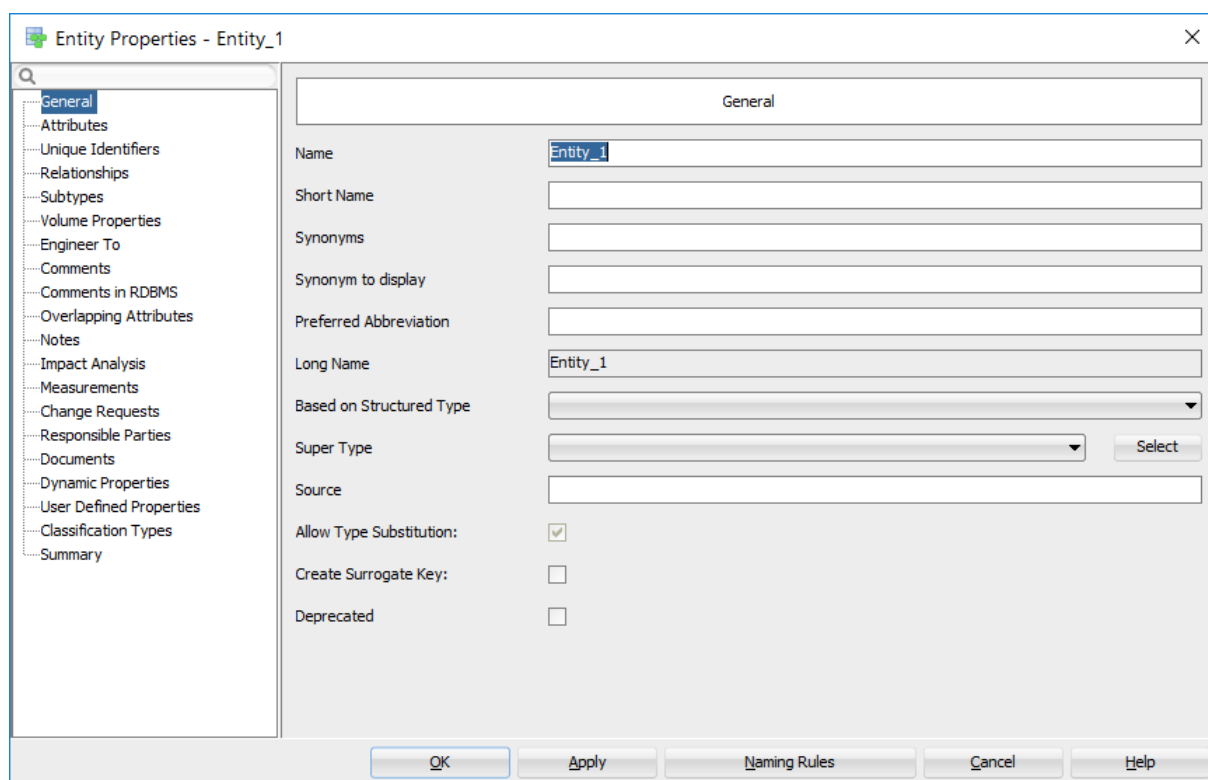 Entity Properties - Entity_1
General
Attributes
Unique Identifiers
Relationships
Subtypes
Volume Properties
Engineer To
Comments
Comments in RDBMS
Overlapping Attributes
Notes
Impact Analysis
Measurements
Change Requests
Responsible Parties
Documents
Dynamic Properties
User Defined Properties
Classification Types
Summary
General
Name Entity_1
Short Name
Synonyms
Synonym to display
Preferred Abbreviation
Long Name Entity_1
Based on Structured Type
Super Type Select
Source
Allow Type Substitution:
Create Surrogate Key:
Deprecated
OK Apply Naming Rules Cancel Help